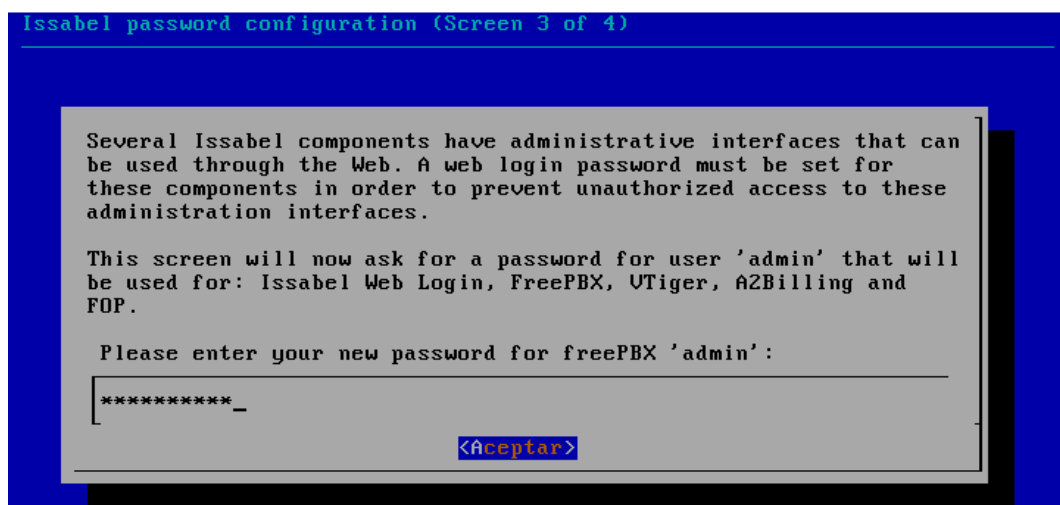 Issabel password configuration (Screen 3 of 4)
Several Issabel components have administrative interfaces that can
be used through the Web. A web login password must be set for
these components in order to prevent unauthorized access to these
administration interfaces.
This screen will now ask for a password for user 'admin' that will
be used for: Issabel Web Login, FreePBX, VTiger, A2Billing and
FOP.
Please enter your new password for freePBX 'admin':
**********_
<Aceptar>